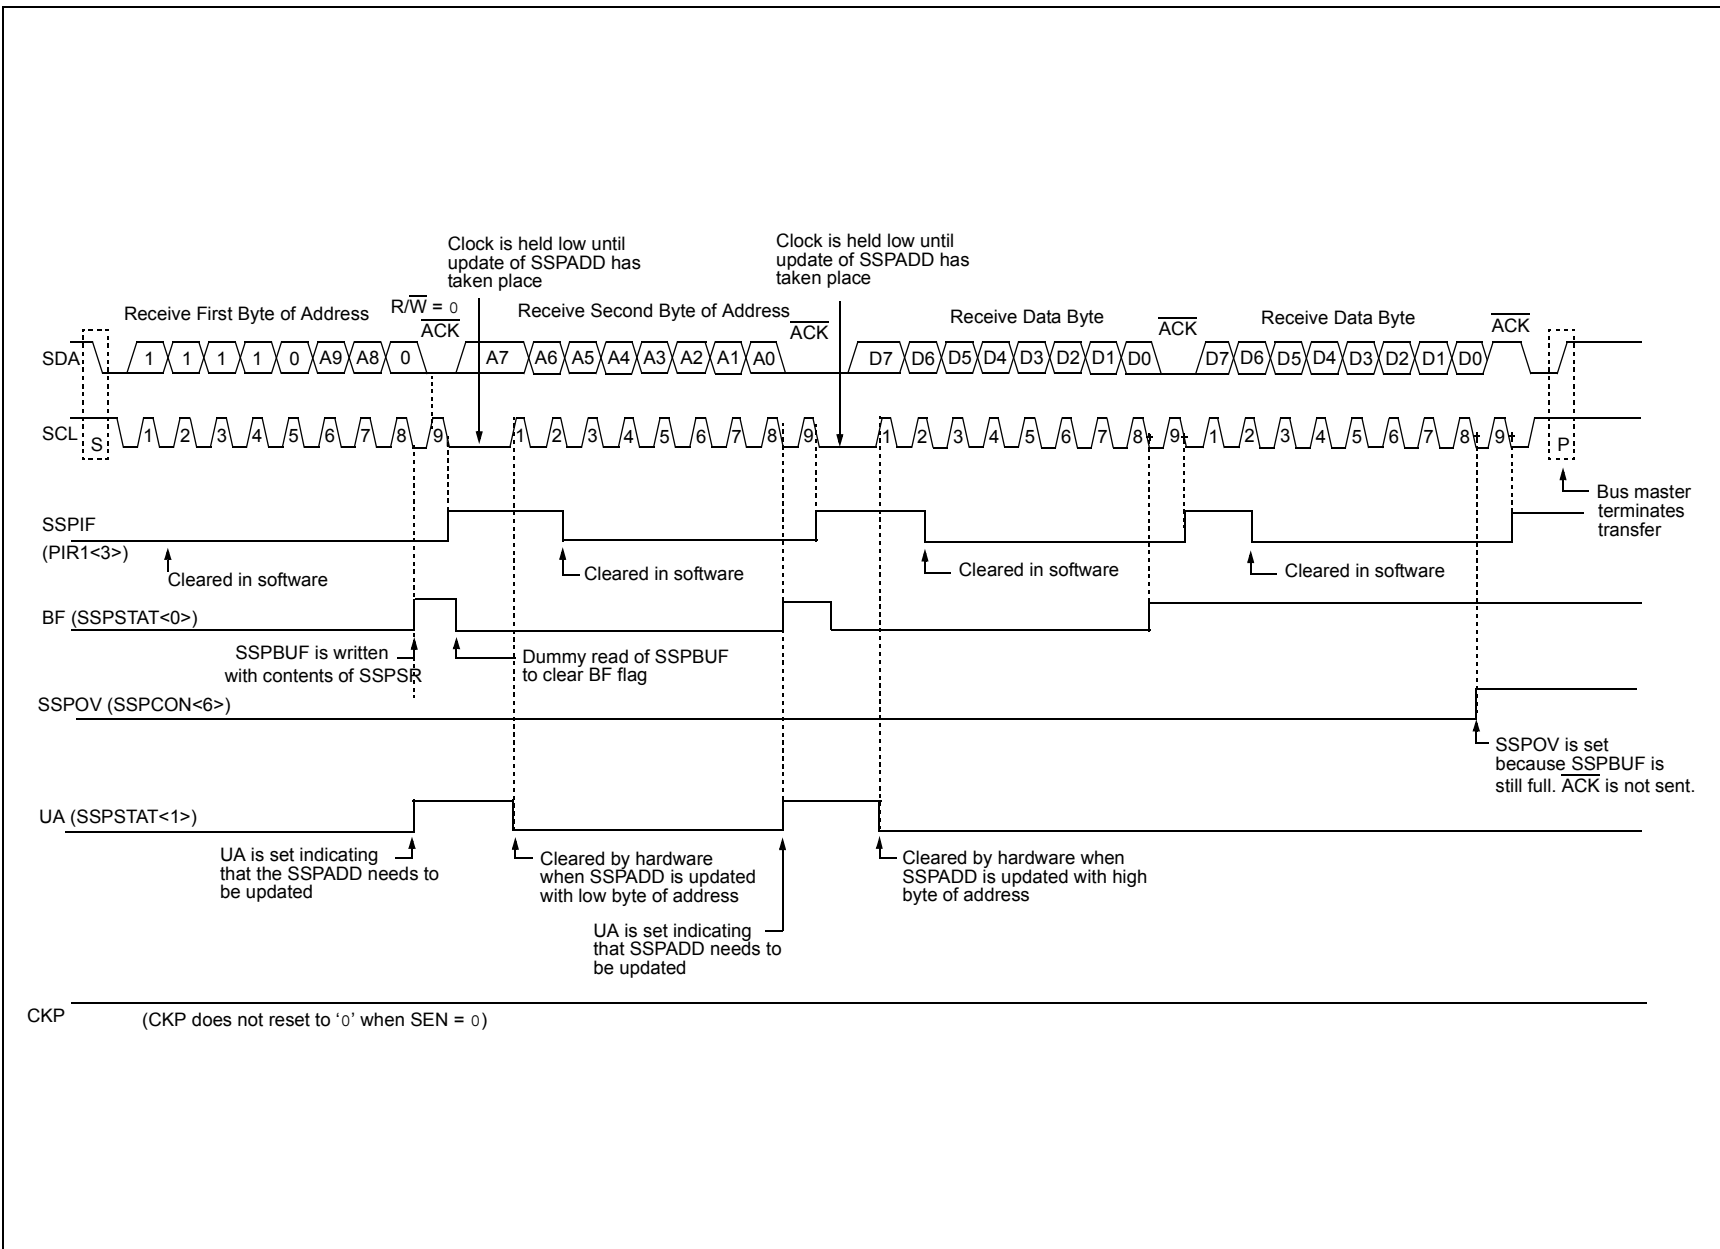 Clock is held low until
update of SSPADD has
taken place
Clock is held low until
update of SSPADD has
taken place
Receive First Byte of Address
R/W = 0
ACK
Receive Second Byte of Address
ACK
Receive Data Byte
ACK
Receive Data Byte
ACK
SDA 1 1 1 1 0 A9 A8 0 A7 A6 A5 A4 A3 A2 A1 A0 D7 D6 D5 D4 D3 D2 D1 D0 D7 D6 D5 D4 D3 D2 D1 D0
SCL S 1 2 3 4 5 6 7 8 9 1 2 3 4 5 6 7 8 9 1 2 3 4 5 6 7 8 9 1 2 3 4 5 6 7 8 9 P
Bus master
terminates
transfer
SSPIF
(PIR1<3>)
Cleared in software
Cleared in software
Cleared in software
Cleared in software
BF (SSPSTAT<0>)
SSPBUF is written
with contents of SSPSR
Dummy read of SSPBUF
to clear BF flag
SSPOV (SSPCON<6>)
SSPOV is set
because SSPBUF is
still full. ACK is not sent.
UA (SSPSTAT<1>)
UA is set indicating
that the SSPADD needs to
be updated
Cleared by hardware
when SSPADD is updated
with low byte of address
UA is set indicating
that SSPADD needs to
be updated
Cleared by hardware when
SSPADD is updated with high
byte of address
CKP
(CKP does not reset to ‘0’ when SEN = 0)